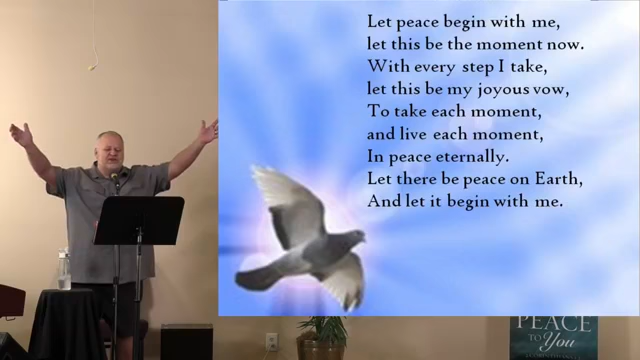 Let peace begin with me,
let this be the moment now.
With every step I take,
let this be my joyous vow,
To take each moment,
and live each moment,
In peace eternally.
Let there be peace on Earth,
And let it begin with me.
PEACE
TO You